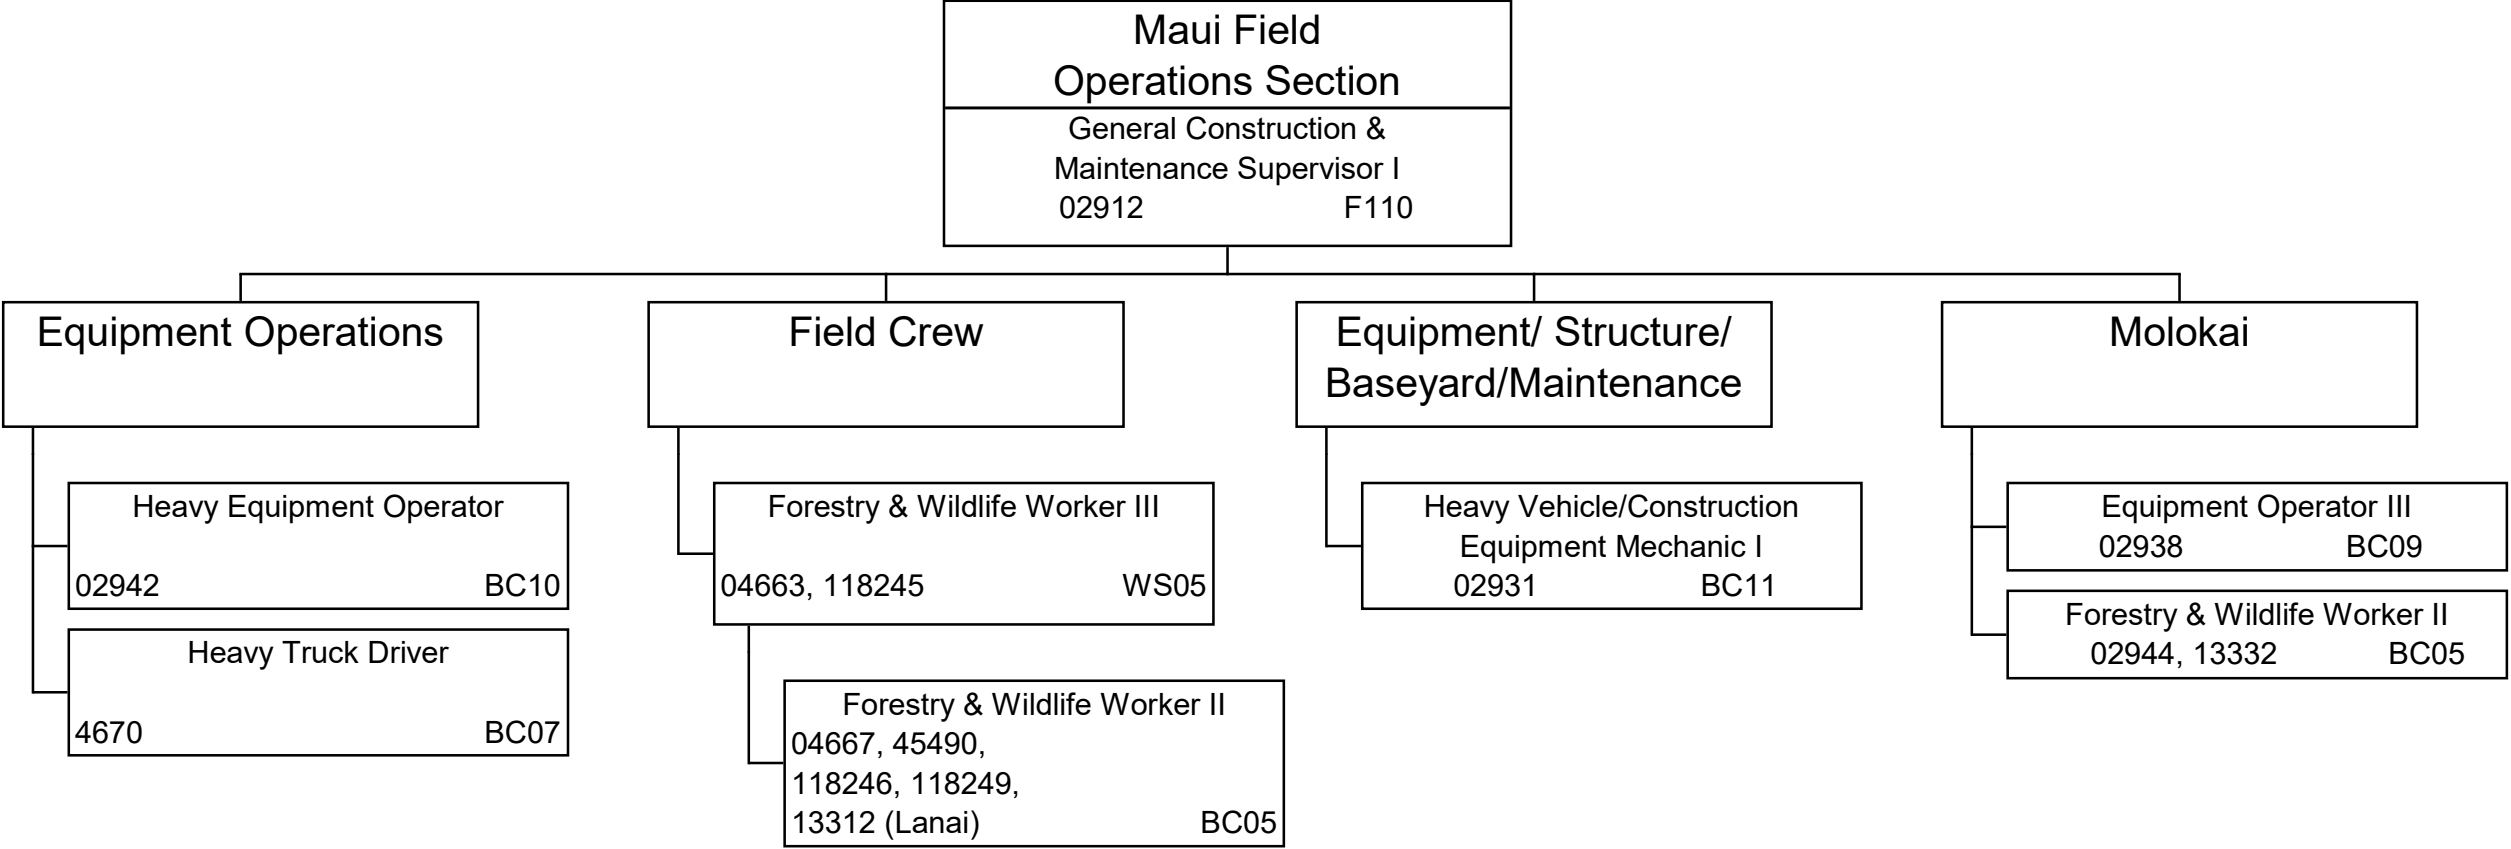 Maui Field
Operations Section
General Construction &
Maintenance Supervisor I
02912 F110
Equipment Operations
Heavy Equipment Operator
02942 BC10
Heavy Truck Driver
4670 BC07
Field Crew
Forestry & Wildlife Worker III
04663, 118245 WS05
Forestry & Wildlife Worker II
04667, 45490,
118246, 118249,
13312 (Lanai) BC05
Equipment/ Structure/
Baseyard/Maintenance
Heavy Vehicle/Construction
Equipment Mechanic I
02931 BC11
Molokai
Equipment Operator III
02938 BC09
Forestry & Wildlife Worker II
02944, 13332 BC05